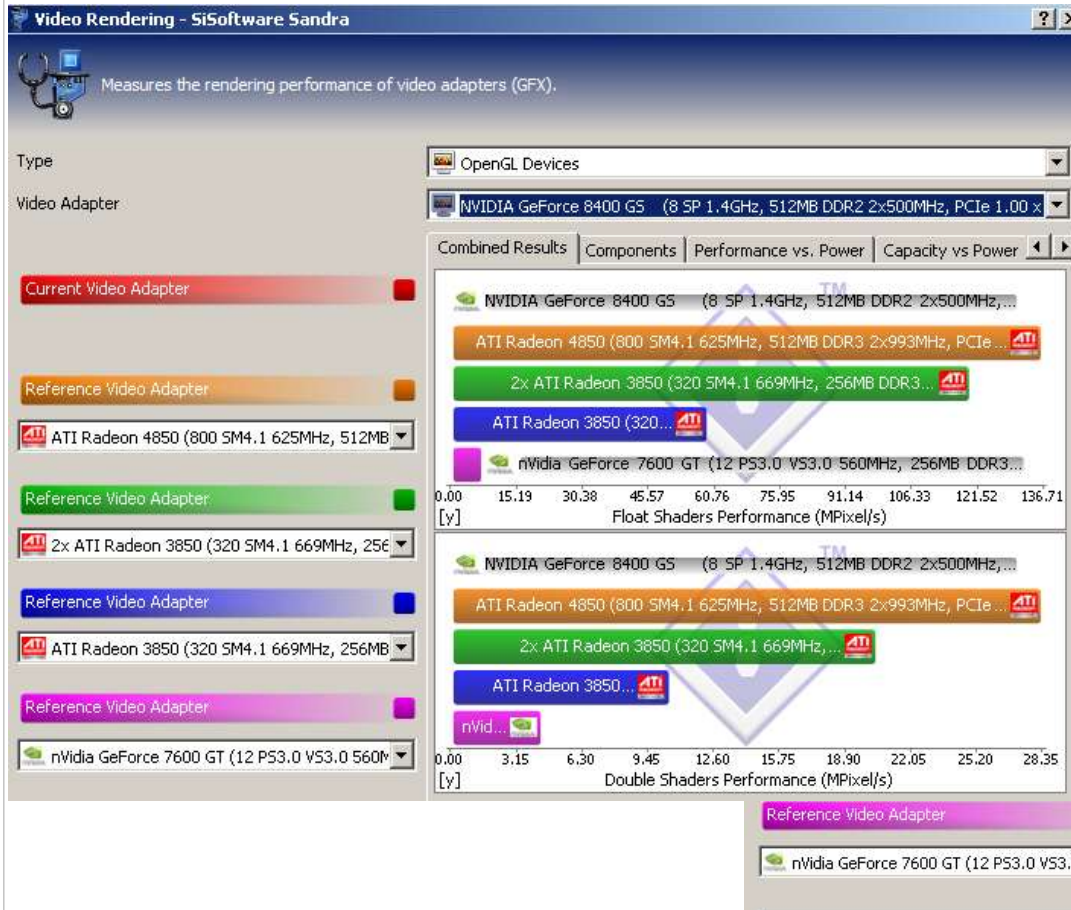 Video Rendering - SiSoftware Sandra
Measures the rendering performance of video adapters (GFX).
Type
OpenGL Devices
Video Adapter
NVIDIA GeForce 8400 GS (8 SP 1.4GHz, 512MB DDR2 2x500MHz, PCIe 1.00 x
Combined Results
Components
Performance vs. Power
Capacity vs Power
Current Video Adapter
Reference Video Adapter
ATI Radeon 4850 (800 SM4.1 625MHz, 512MB
Reference Video Adapter
2x ATI Radeon 3850 (320 SM4.1 669MHz, 256
Reference Video Adapter
ATI Radeon 3850 (320 SM4.1 669MHz, 256MB
Reference Video Adapter
nVidia GeForce 7600 GT (12 PS3.0 VS3.0 560M
TM
NVIDIA GeForce 8400 GS (8 SP 1.4GHz, 512MB DDR2 2x500MHz,...
ATI Radeon 4850 (800 SM4.1 625MHz, 512MB DDR3 2x993MHz, PCIe ... ATI
2x ATI Radeon 3850 (320 SM4.1 669MHz, 256MB DDR3... ATI
ATI Radeon 3850 (320... ATI
nVidia GeForce 7600 GT (12 PS3.0 VS3.0 560MHz, 256MB DDR3...
0.00 15.19 30.38 45.57 60.76 75.95 91.14 106.33 121.52 136.71
[y] Float Shaders Performance (MPixel/s)
TM
NVIDIA GeForce 8400 GS (8 SP 1.4GHz, 512MB DDR2 2x500MHz,...
ATI Radeon 4850 (800 SM4.1 625MHz, 512MB DDR3 2x993MHz, PCIe ... ATI
2x ATI Radeon 3850 (320 SM4.1 669MHz,... ATI
ATI Radeon 3850... ATI
nVid...
0.00 3.15 6.30 9.45 12.60 15.75 18.90 22.05 25.20 28.35
[y] Double Shaders Performance (MPixel/s)
Reference Video Adapter
nVidia GeForce 7600 GT (12 PS3.0 VS3.